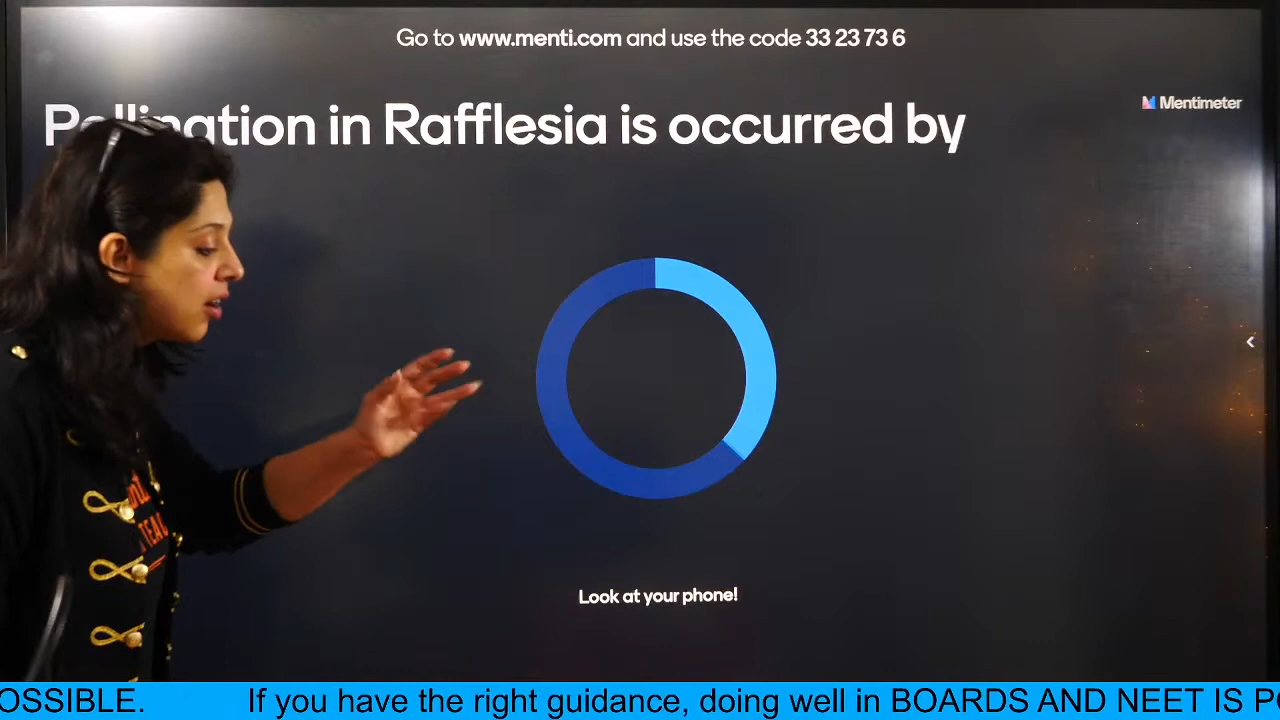 Go to www.menti.com and use the code 33 23 73 6
Mentimeter
Pollination in Rafflesia is occurred by
Look at your phone!
OSSIBLE. If you have the right guidance, doing well in BOARDS AND NEET IS PO